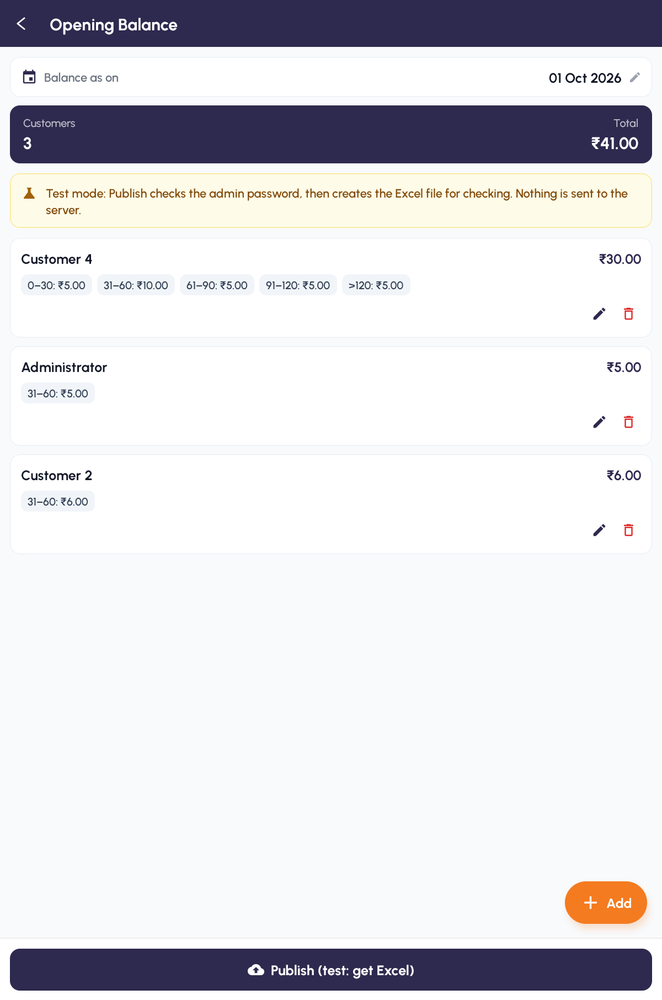 Opening Balance
Balance as on
01 Oct 2026
Customers
Total
3
₹41.00
Test mode: Publish checks the admin password, then creates the Excel file for checking. Nothing is sent to the
server.
Customer 4
₹30.00
0–30: ₹5.00
31–60: ₹10.00
61–90: ₹5.00
91–120: ₹5.00
>120: ₹5.00
Administrator
₹5.00
31–60: ₹5.00
Customer 2
₹6.00
31–60: ₹6.00
Add
Publish (test: get Excel)